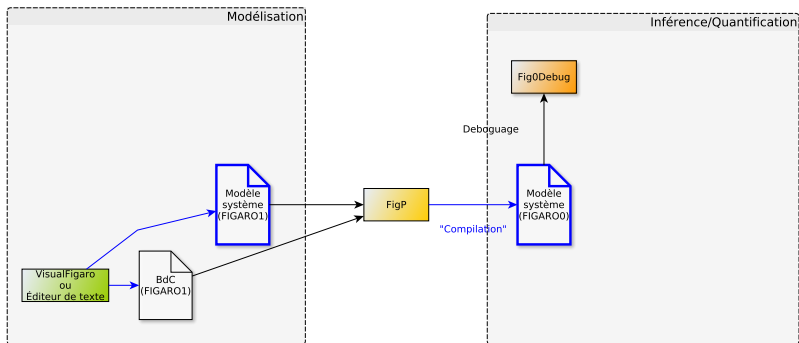 Modélisation
Inférence/Quantification
Fig0Debug
Deboguage
Modèle
système
(FIGARO1)
FigP
Modèle
système
(FIGARO0)
"Compilation"
VisualFigaro
ou
Éditeur de texte
BdC
(FIGARO1)